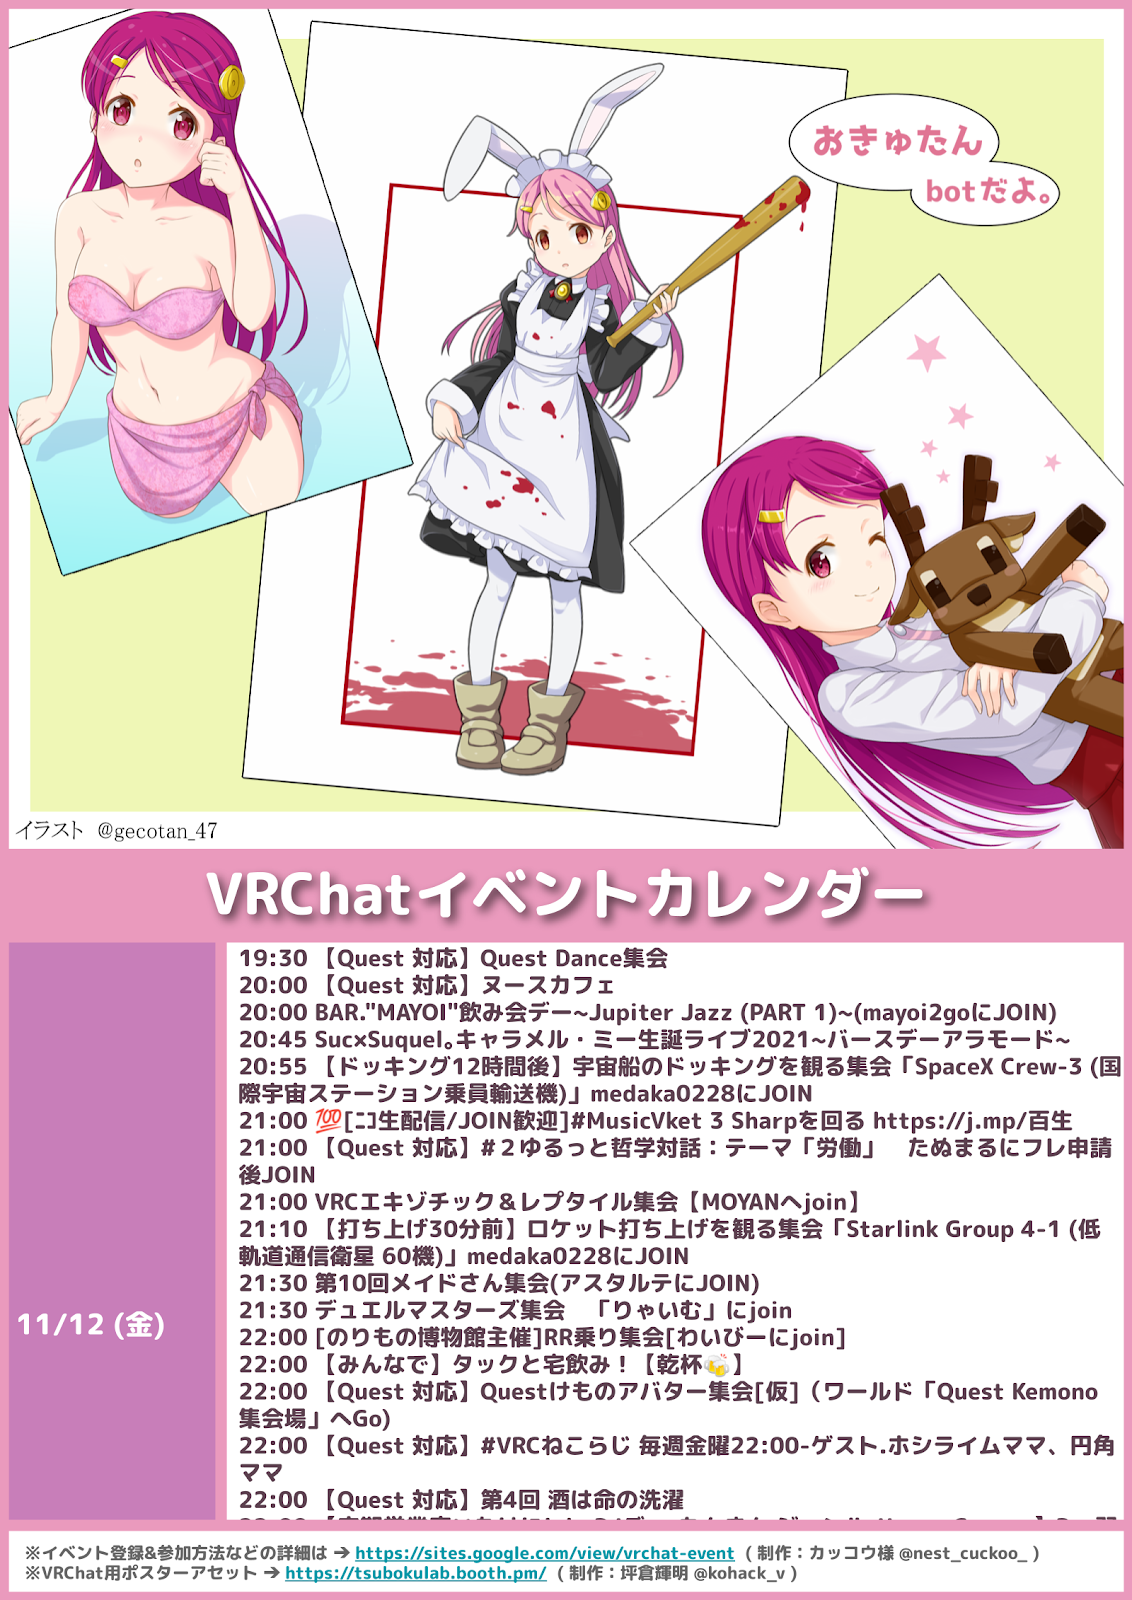 おきゅたん
botだよ。
イラスト @gecotan_47
VRChatイベントカレンダー
11/12 (金)
19:30 【Quest 対応】Quest Dance集会
20:00 【Quest 対応】ヌースカフェ
20:00 BAR."MAYOI"飲み会デー~Jupiter Jazz (PART 1)~(mayoi2goにJOIN)
20:45 Suc×Suquel。キャラメル・ミー生誕ライブ2021~バースデーアラモード~
20:55 【ドッキング12時間後】宇宙船のドッキングを観る集会「SpaceX Crew-3 (国
際宇宙ステーション乗員輸送機)」medaka0228にJOIN
21:00 💯[ﾆｺ生配信/JOIN歓迎]#MusicVket 3 Sharpを回る https://j.mp/百生
21:00 【Quest 対応】#２ゆるっと哲学対話：テーマ「労働」　たぬまるにフレ申請
後JOIN
21:00 VRCエキゾチック＆レプタイル集会【MOYANへjoin】
21:10 【打ち上げ30分前】ロケット打ち上げを観る集会「Starlink Group 4-1 (低
軌道通信衛星 60機)」medaka0228にJOIN
21:30 第10回メイドさん集会(アスタルテにJOIN)
21:30 デュエルマスターズ集会　「りゃいむ」にjoin
22:00 [のりもの博物館主催]RR乗り集会[わいびーにjoin]
22:00 【みんなで】タックと宅飲み！【乾杯🍻】
22:00 【Quest 対応】Questけものアバター集会[仮]（ワールド「Quest Kemono
集会場」へGo)
22:00 【Quest 対応】#VRCねこらじ 毎週金曜22:00-ゲスト.ホシライムママ、円角
ママ
22:00 【Quest 対応】第4回 酒は命の洗濯
※イベント登録&参加方法などの詳細は → https://sites.google.com/view/vrchat-event （制作：カッコウ様 @nest_cuckoo_ ）
※VRChat用ポスターアセット → https://tsubokulab.booth.pm/ （制作：坪倉輝明 @kohack_v ）